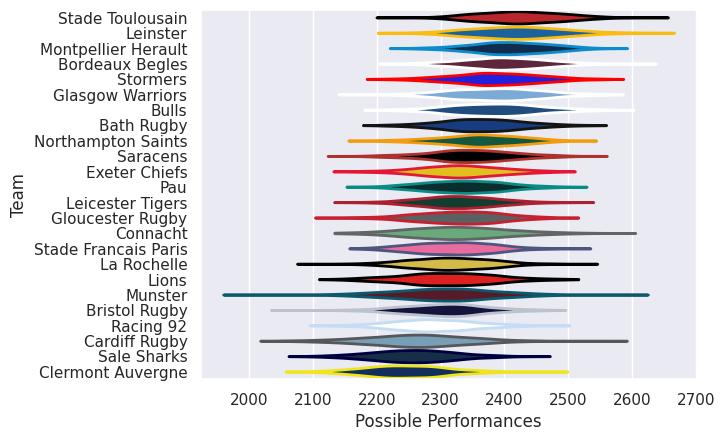 Stade Toulousain
Leinster
Montpellier Herault
Bordeaux Begles
Stormers
Glasgow Warriors
Bulls
Bath Rugby
Northampton Saints
Saracens
Exeter Chiefs
Pau
Leicester Tigers
Gloucester Rugby
Connacht
Stade Francais Paris
La Rochelle
Lions
Munster
Bristol Rugby
Racing 92
Cardiff Rugby
Sale Sharks
Clermont Auvergne
Team
2000 2100 2200 2300 2400 2500 2600 2700
Possible Performances